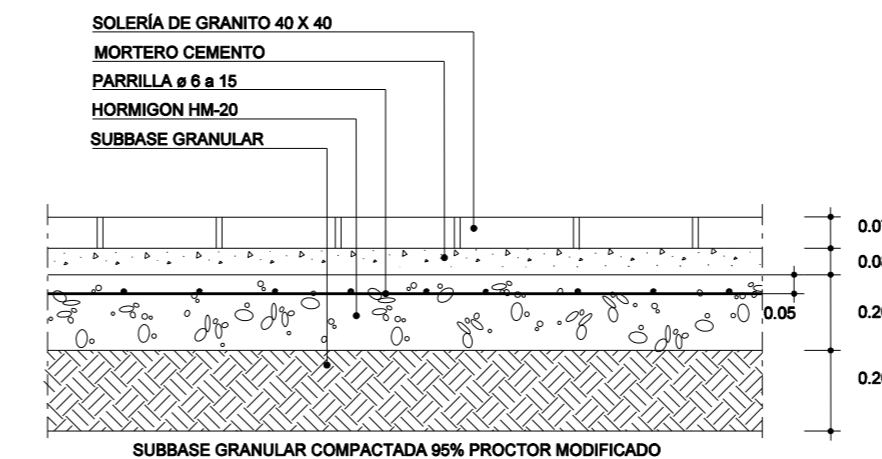 SOLERÍA DE GRANITO 40 X 40
MORTERO CEMENTO
PARRILLA ø 6 a 15
HORMIGON HM-20
SUBBASE GRANULAR
0.05
SUBBASE GRANULAR COMPACTADA 95% PROCTOR MODIFICADO